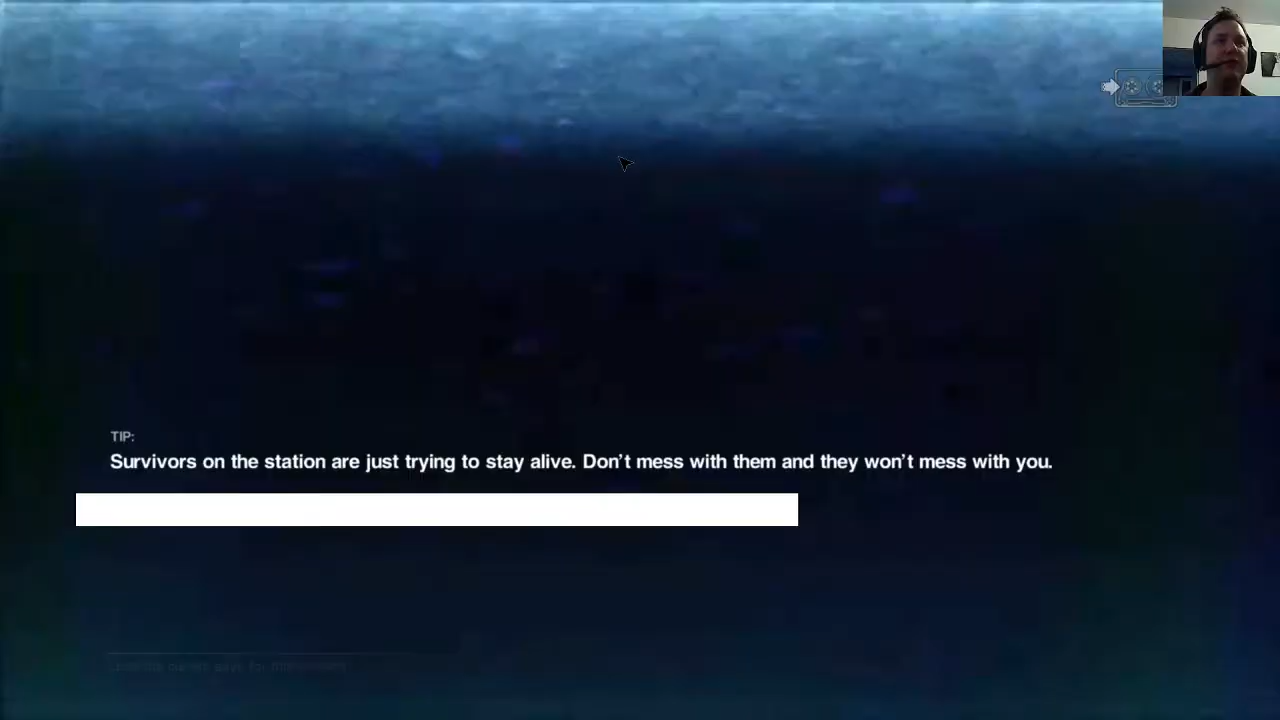 TIP:
Survivors on the station are just trying to stay alive. Don’t mess with them and they won’t mess with you.